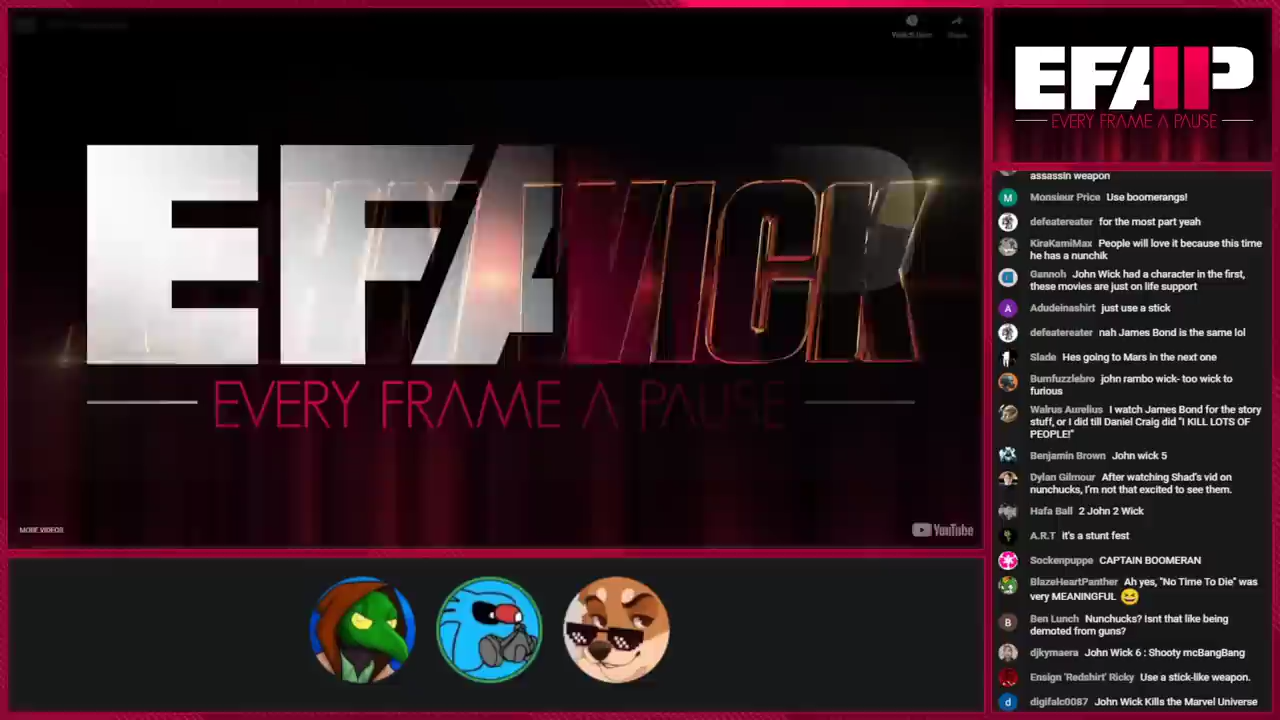 EFAP
WICK
EVERY FRAME A PAUSE
MORE VIDEOS
YouTube
EFAP
EVERY FRAME A PAUSE
assassin weapon
Monsieur Price Use boomerangs!
defeatereater for the most part yeah
KiraKamiMax People will love it because this time
he has a nunchik
Gannoh John Wick had a character in the first,
these movies are just on life support
Adudeinashirt just use a stick
defeatereater nah James Bond is the same lol
Slade Hes going to Mars in the next one
Bumfuzzlebro john rambo wick- too wick to
furious
Walrus Aurelius I watch James Bond for the story
stuff, or I did till Daniel Craig did "I KILL LOTS OF
PEOPLE!"
Benjamin Brown John wick 5
Dylan Gilmour After watching Shad's vid on
nunchucks, I'm not that excited to see them.
Hafa Ball 2 John 2 Wick
A.R.T it's a stunt fest
Sockenpuppe CAPTAIN BOOMERAN
BlazeHeartPanther Ah yes, "No Time To Die" was
very MEANINGFUL 😆
Ben Lunch Nunchucks? Isnt that like being
demoted from guns?
djkymaera John Wick 6 : Shooty mcBangBang
Ensign 'Redshirt' Ricky Use a stick-like weapon.
digifalc0087 John Wick Kills the Marvel Universe